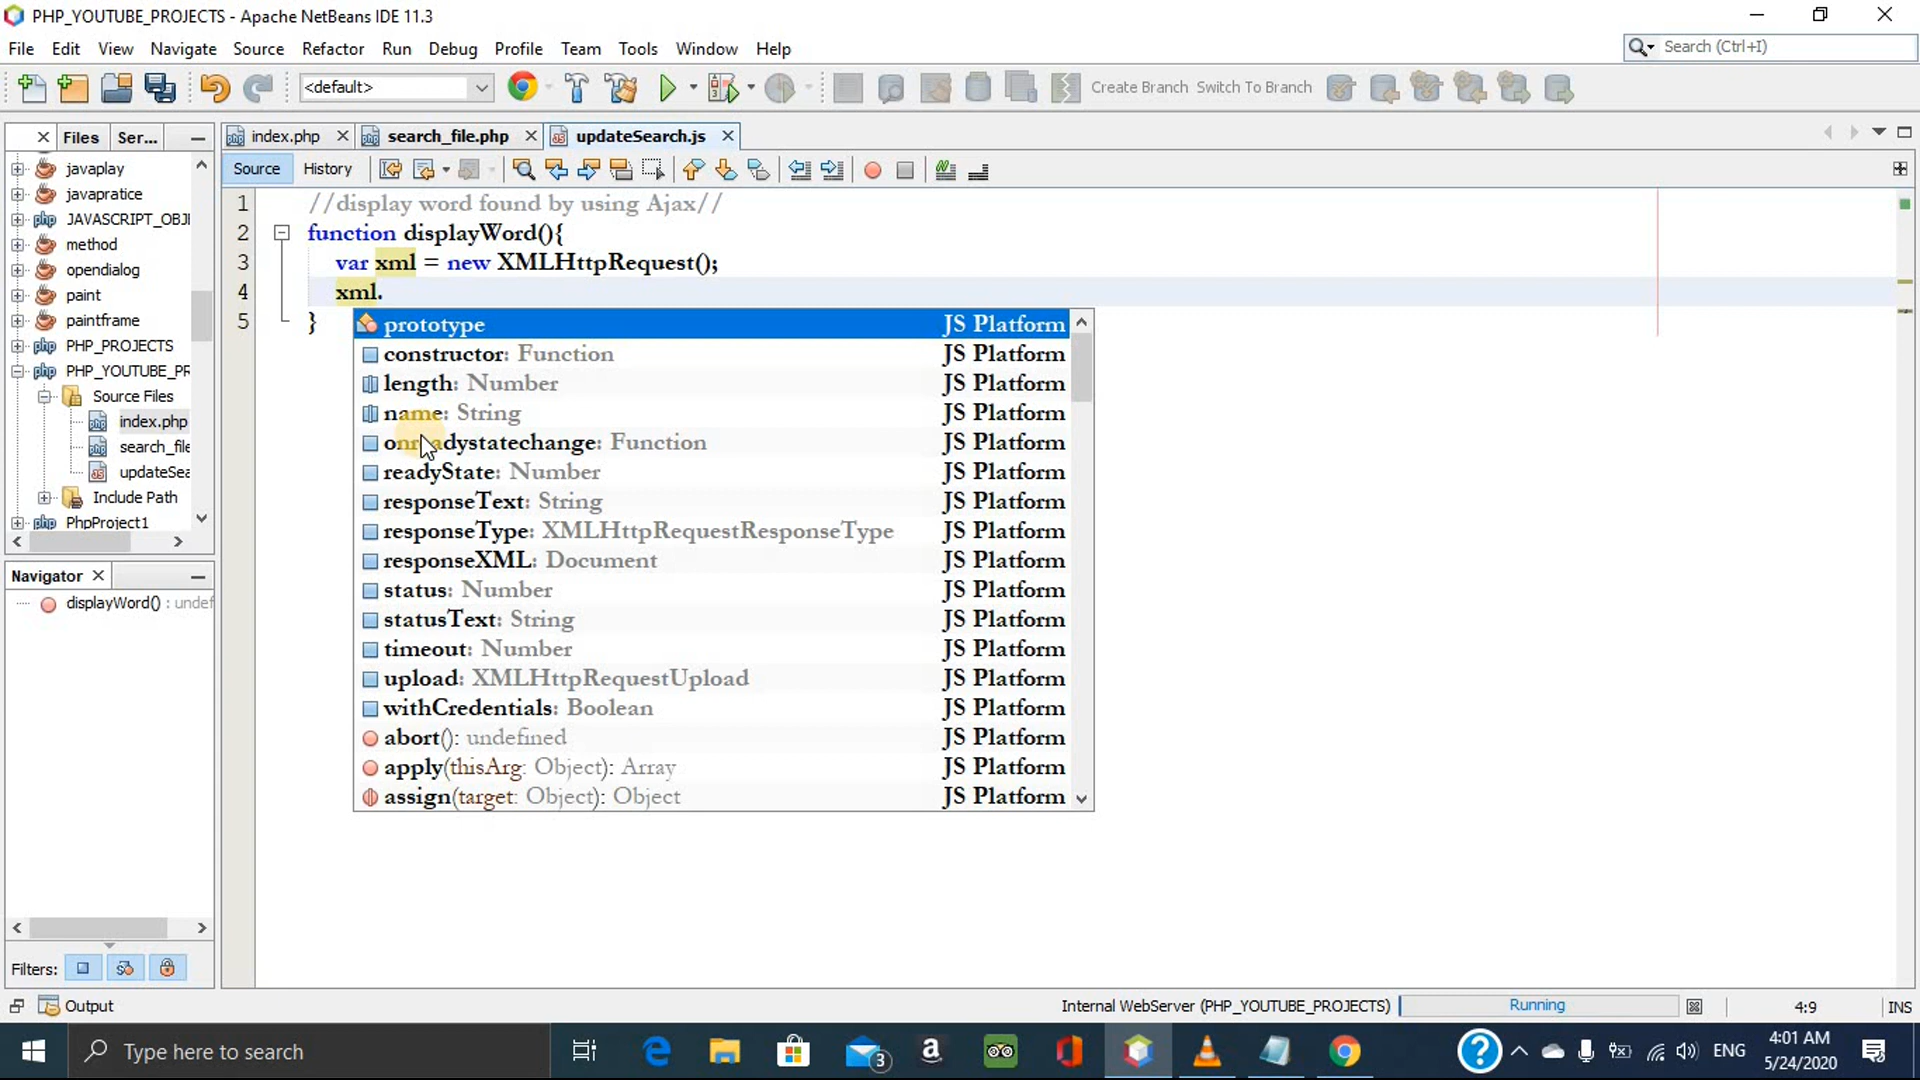 PHP_YOUTUBE_PROJECTS - Apache NetBeans IDE 11.3
File Edit View Navigate Source Refactor Run Debug Profile Team Tools Window Help
Search (Ctrl+I)
<default>
Create Branch Switch To Branch
Files Ser...
index.php search_file.php updateSearch.js
Source History
javaplay
javapratice
php JAVASCRIPT_OBJ
method
opendialog
paint
paintframe
php PHP_PROJECTS
php PHP_YOUTUBE_PR
Source Files
index.php
search_file
updateSea
Include Path
php PhpProject1
1 //display word found by using Ajax//
2 function displayWord(){
3 var xml = new XMLHttpRequest();
4 xml.
5 }
prototype JS Platform
constructor: Function JS Platform
length: Number JS Platform
name: String JS Platform
onreadystatechange: Function JS Platform
readyState: Number JS Platform
responseText: String JS Platform
responseType: XMLHttpRequestResponseType JS Platform
responseXML: Document JS Platform
status: Number JS Platform
statusText: String JS Platform
timeout: Number JS Platform
upload: XMLHttpRequestUpload JS Platform
withCredentials: Boolean JS Platform
abort(): undefined JS Platform
apply(thisArg: Object): Array JS Platform
assign(target: Object): Object JS Platform
Navigator
displayWord() : undef
Filters:
Output
Internal WebServer (PHP_YOUTUBE_PROJECTS) Running 4:9 INS
Type here to search
3
ENG
4:01 AM
5/24/2020